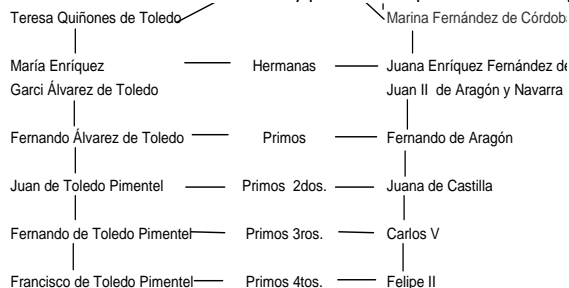 Teresa Quiñones de Toledo Marina Fernández de Córdoba
María Enríquez Hermanas Juana Enríquez Fernández de
Garci Álvarez de Toledo Juan II de Aragón y Navarra
Fernando Álvarez de Toledo Primos Fernando de Aragón
Juan de Toledo Pimentel Primos 2dos. Juana de Castilla
Fernando de Toledo Pimentel Primos 3ros. Carlos V
Francisco de Toledo Pimentel Primos 4tos. Felipe II